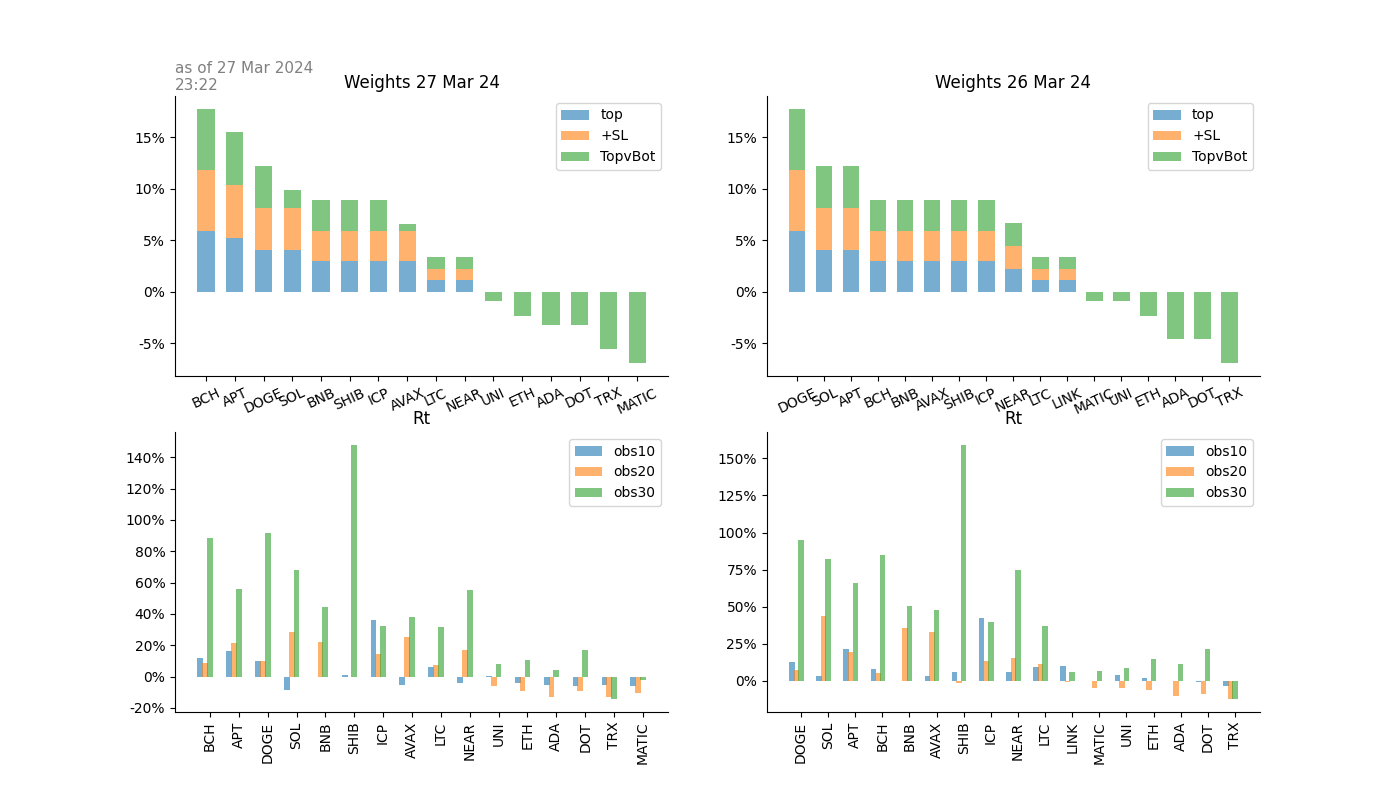 as of 27 Mar 2024
23:22
Weights 27 Mar 24
top
+SL
TopvBot
15%
10%
5%
0%
-5%
BCH APT DOGE SOL BNB SHIB ICP AVAX LTC NEAR UNI ETH ADA DOT TRX MATIC
Weights 26 Mar 24
top
+SL
TopvBot
15%
10%
5%
0%
-5%
DOGE SOL APT BCH BNB AVAX SHIB ICP NEAR LTC LINK MATIC UNI ETH ADA DOT TRX
Rt
obs10
obs20
obs30
140%
120%
100%
80%
60%
40%
20%
0%
-20%
BCH APT DOGE SOL BNB SHIB ICP AVAX LTC NEAR UNI ETH ADA DOT TRX MATIC
Rt
obs10
obs20
obs30
150%
125%
100%
75%
50%
25%
0%
DOGE SOL APT BCH BNB AVAX SHIB ICP NEAR LTC LINK MATIC UNI ETH ADA DOT TRX